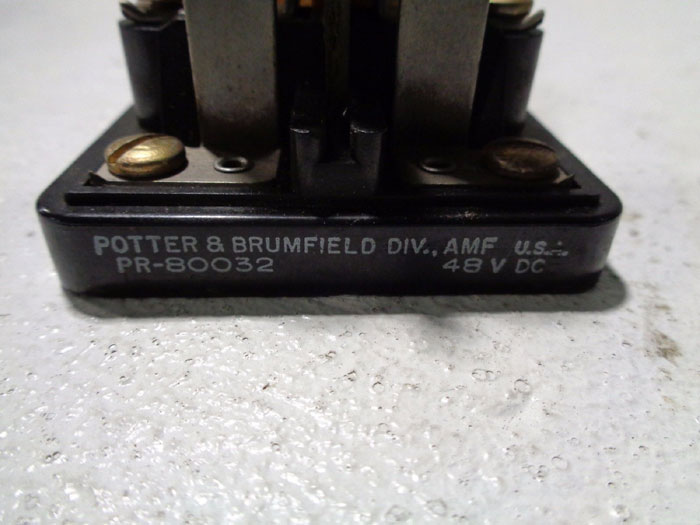 POTTER & BRUMFIELD DIV., AMF U.S.A.
PR-80032 48 V DC